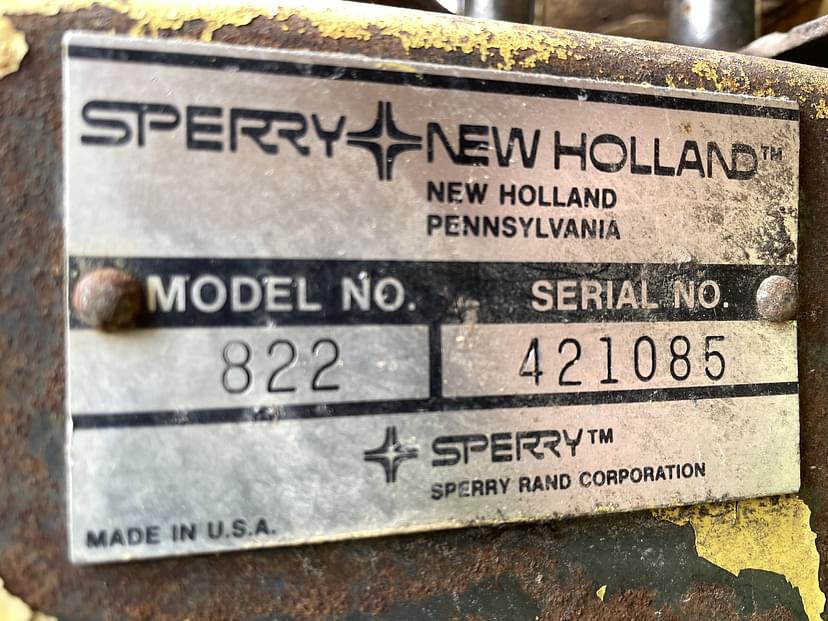 SPERRY NEW HOLLAND™
NEW HOLLAND
PENNSYLVANIA
MODEL NO. SERIAL NO.
822 421085
SPERRY™
SPERRY RAND CORPORATION
MADE IN U.S.A.